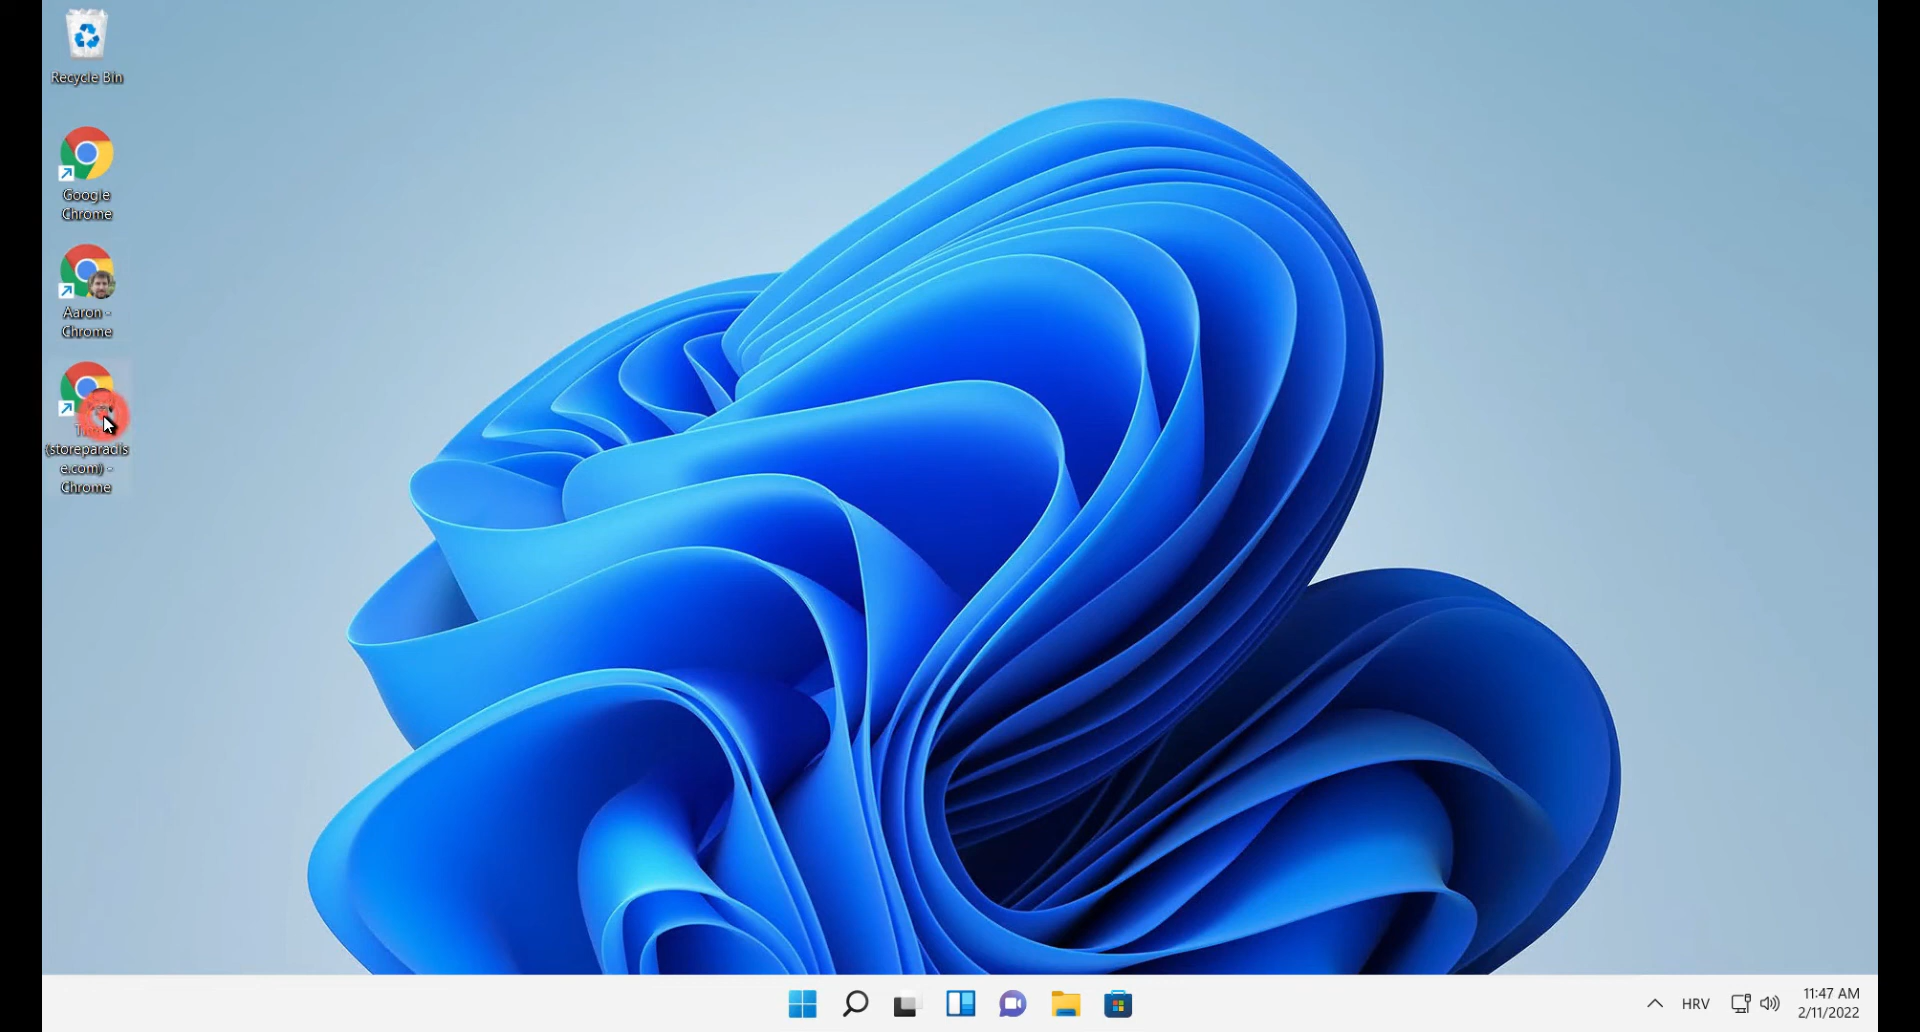 Recycle Bin
Google
Chrome
Aaron -
Chrome
(storeparadis
e.com) -
Chrome
HRV
11:47 AM
2/11/2022